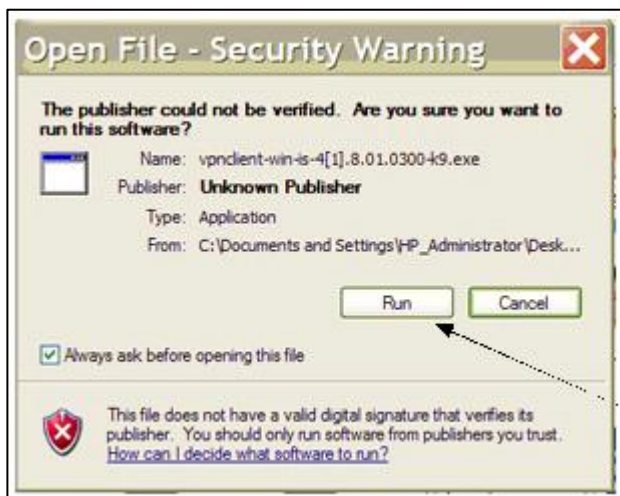 Open File - Security Warning
The publisher could not be verified. Are you sure you want to
run this software?
Name: vpnclient-win-is-4[1].8.01.0300-k9.exe
Publisher: Unknown Publisher
Type: Application
From: C:\Documents and Settings\HP_Administrator\Desk...
Run Cancel
Always ask before opening this file
This file does not have a valid digital signature that verifies its
publisher. You should only run software from publishers you trust.
How can I decide what software to run?